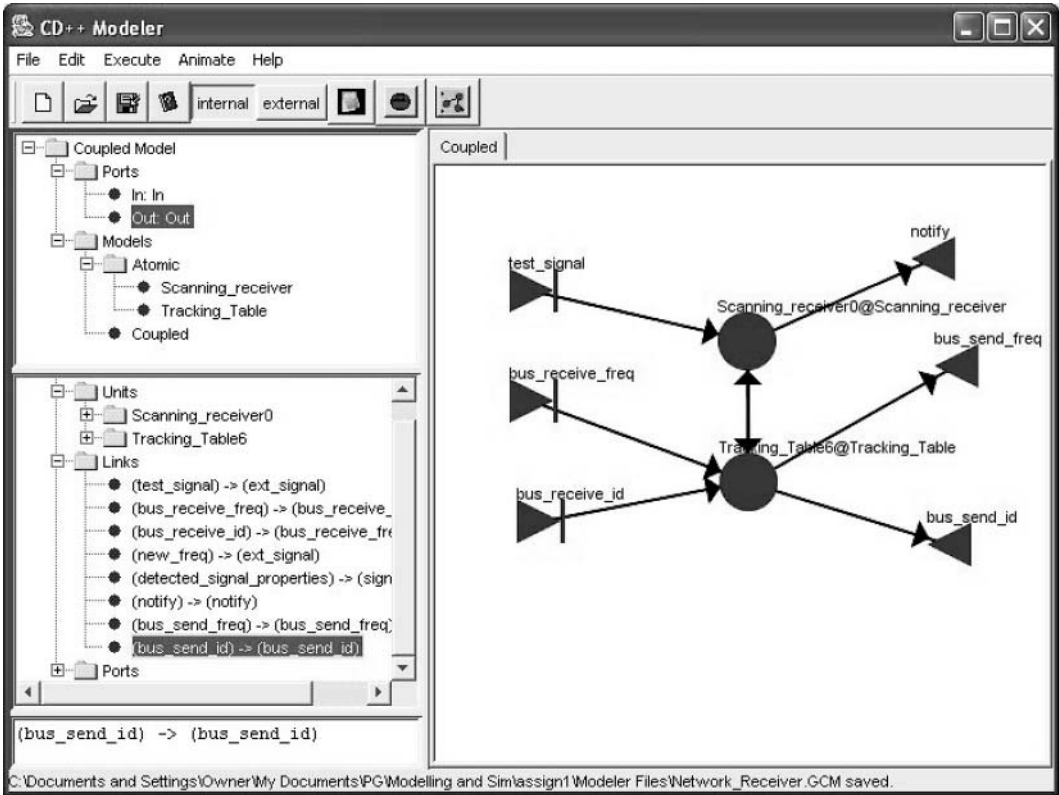 CD++ Modeler
File Edit Execute Animate Help
internal external
Coupled Model
Ports
In: In
Out: Out
Models
Atomic
Scanning_receiver
Tracking_Table
Coupled
Units
Scanning_receiver0
Tracking_Table6
Links
(test_signal) -> (ext_signal)
(bus_receive_freq) -> (bus_receive_
(bus_receive_id) -> (bus_receive_fre
(new_freq) -> (ext_signal)
(detected_signal_properties) -> (sign
(notify) -> (notify)
(bus_send_freq) -> (bus_send_freq)
(bus_send_id) -> (bus_send_id)
Ports
(bus_send_id) -> (bus_send_id)
Coupled
notify
test_signal
Scanning_receiver0@Scanning_receiver
bus_send_freq
bus_receive_freq
Tracking_Table6@Tracking_Table
bus_receive_id
bus_send_id
C:\Documents and Settings\Owner\My Documents\PG\Modelling and Sim\assign1\Modeler Files\Network_Receiver.GCM saved.